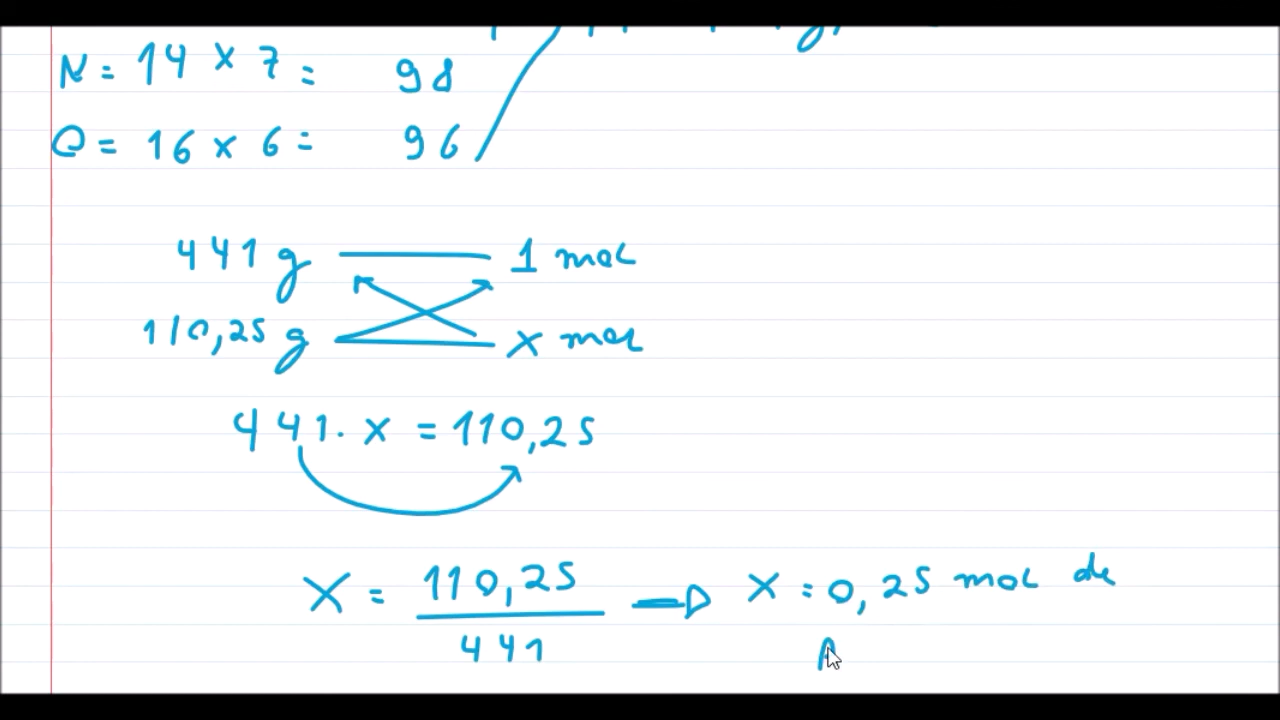 N = 14 x 7 = 98
O = 16 x 6 = 96
441 g 1 mol
110,25 g x mol
441 . x = 110,25
X = 110,25
441
X = 0,25 mol de